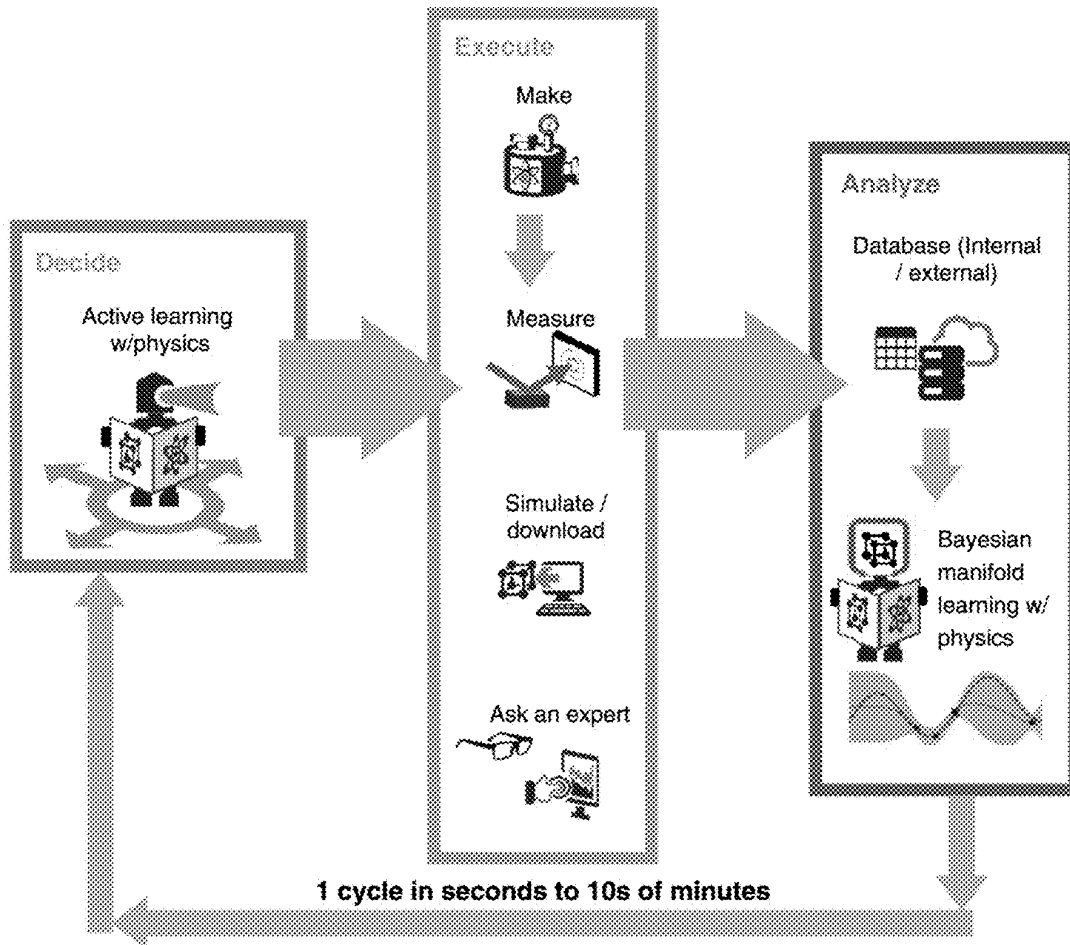 Decide
Active learning
w/physics
Execute
Make
Measure
Simulate /
download
Ask an expert
Analyze
Database (Internal
/ external)
Bayesian
manifold
learning w/
physics
1 cycle in seconds to 10s of minutes